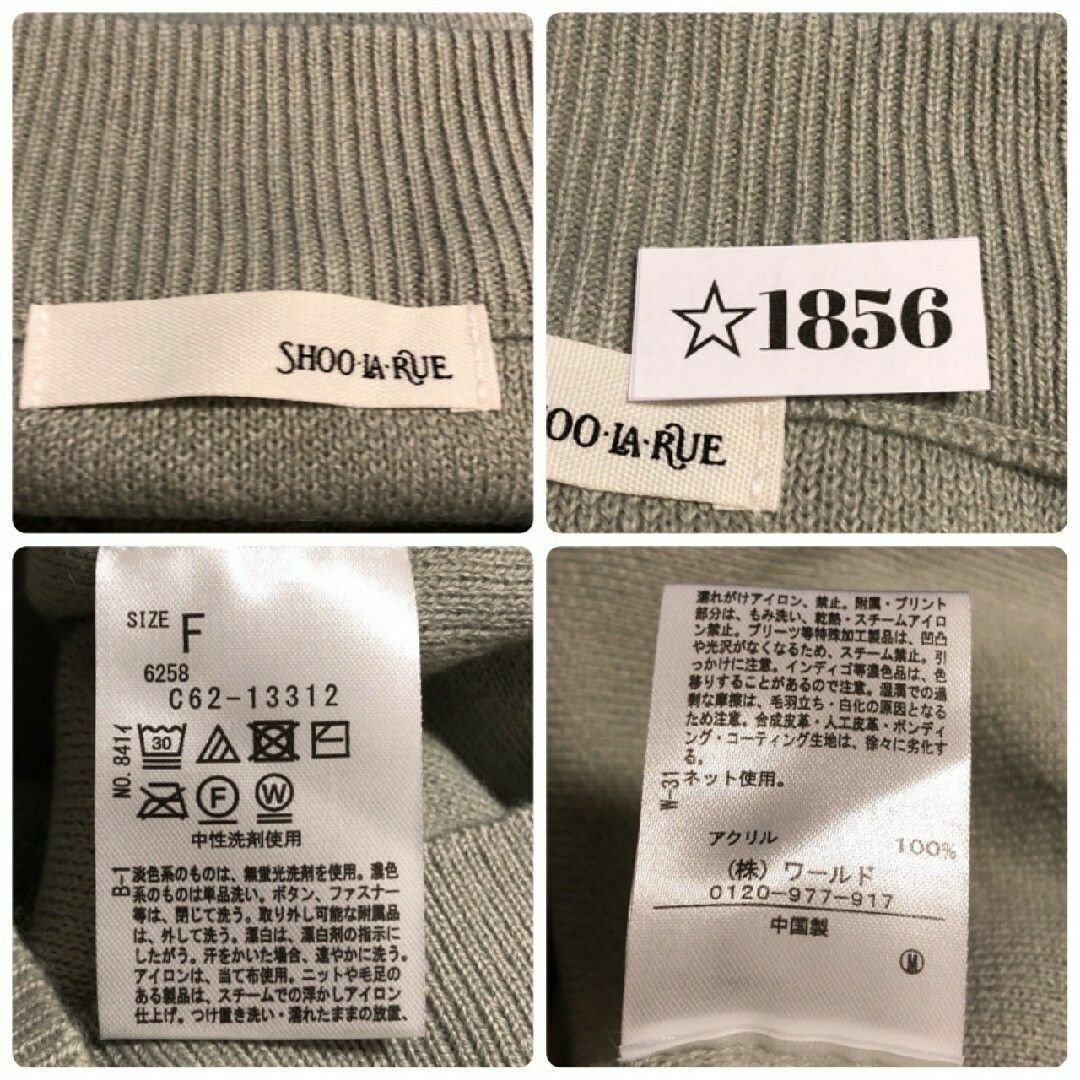 SHOO·LA·RUE
☆1856
OO·LA·RUE
SIZE F
6258
C62-13312
NO.8414
30
F W
中性洗剤使用
B-1
淡色系のものは、無蛍光洗剤を使用。濃色
系のものは単品洗い。ボタン、ファスナー
等は、閉じて洗う。取り外し可能な附属品
は、外して洗う。漂白は、漂白剤の指示に
したがう。汗をかいた場合、速やかに洗う。
アイロンは、当て布使用。ニットや毛足の
ある製品は、スチームでの浮かしアイロン
仕上げ。つけ置き洗い・濡れたままの放置、
濡れがけアイロン、禁止。附属・プリント
部分は、もみ洗い、乾熱・スチームアイロ
ン禁止。プリーツ等特殊加工製品は、凹凸
や光沢がなくなるため、スチーム禁止。引
っかけに注意。インディゴ等濃色品は、色
移りすることがあるので注意。湿潤での過
剰な摩擦は、毛羽立ち・白化の原因となる
ため注意。合成皮革・人工皮革・ボンディ
ング・コーティング生地は、徐々に劣化す
る。
W-31
ネット使用。
アクリル 100%
(株)ワールド
0120-977-917
中国製
M